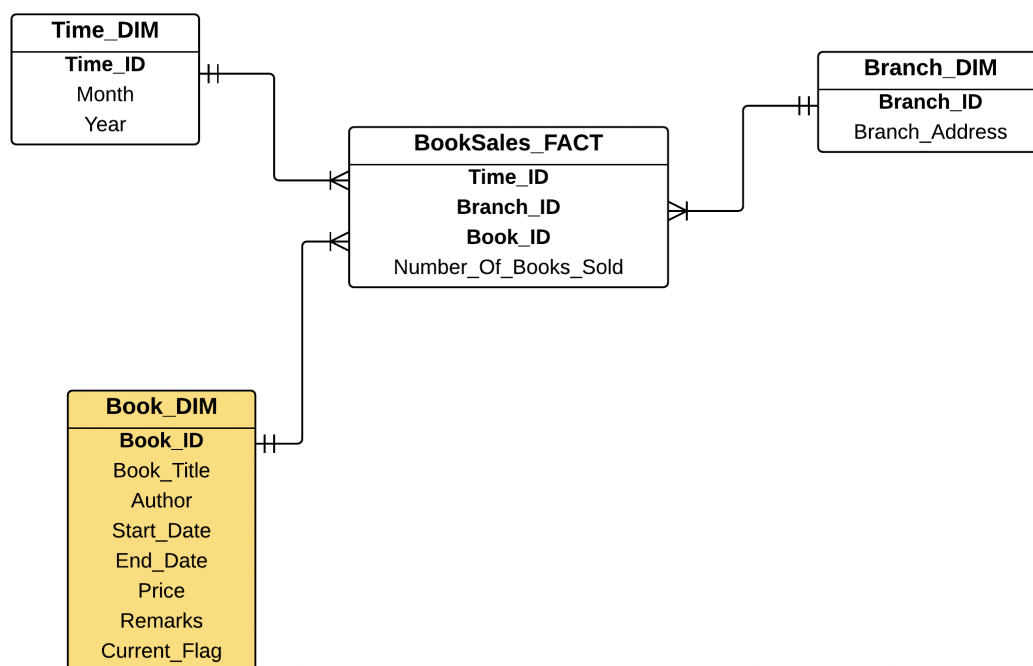 Time_DIM
Time_ID
Month
Year
Branch_DIM
Branch_ID
Branch_Address
BookSales_FACT
Time_ID
Branch_ID
Book_ID
Number_Of_Books_Sold
Book_DIM
Book_ID
Book_Title
Author
Start_Date
End_Date
Price
Remarks
Current_Flag